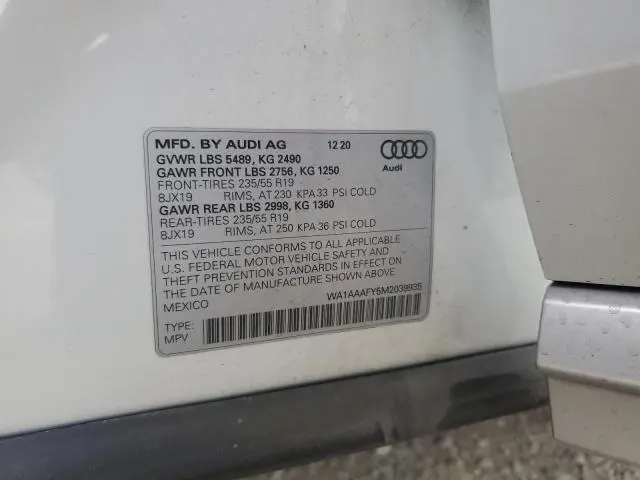 MFD. BY AUDI AG 12 20
GVWR LBS 5489, KG 2490
GAWR FRONT LBS 2756, KG 1250
FRONT-TIRES 235/55 R19
8JX19 RIMS, AT 230 KPA 33 PSI COLD
GAWR REAR LBS 2998, KG 1360
REAR-TIRES 235/55 R19
8JX19 RIMS, AT 250 KPA 36 PSI COLD
Audi
THIS VEHICLE CONFORMS TO ALL APPLICABLE
U.S. FEDERAL MOTOR VEHICLE SAFETY AND
THEFT PREVENTION STANDARDS IN EFFECT ON
THE DATE OF MANUFACTURE SHOWN ABOVE
MEXICO
WA1AAAFY5M2039935
TYPE:
MPV